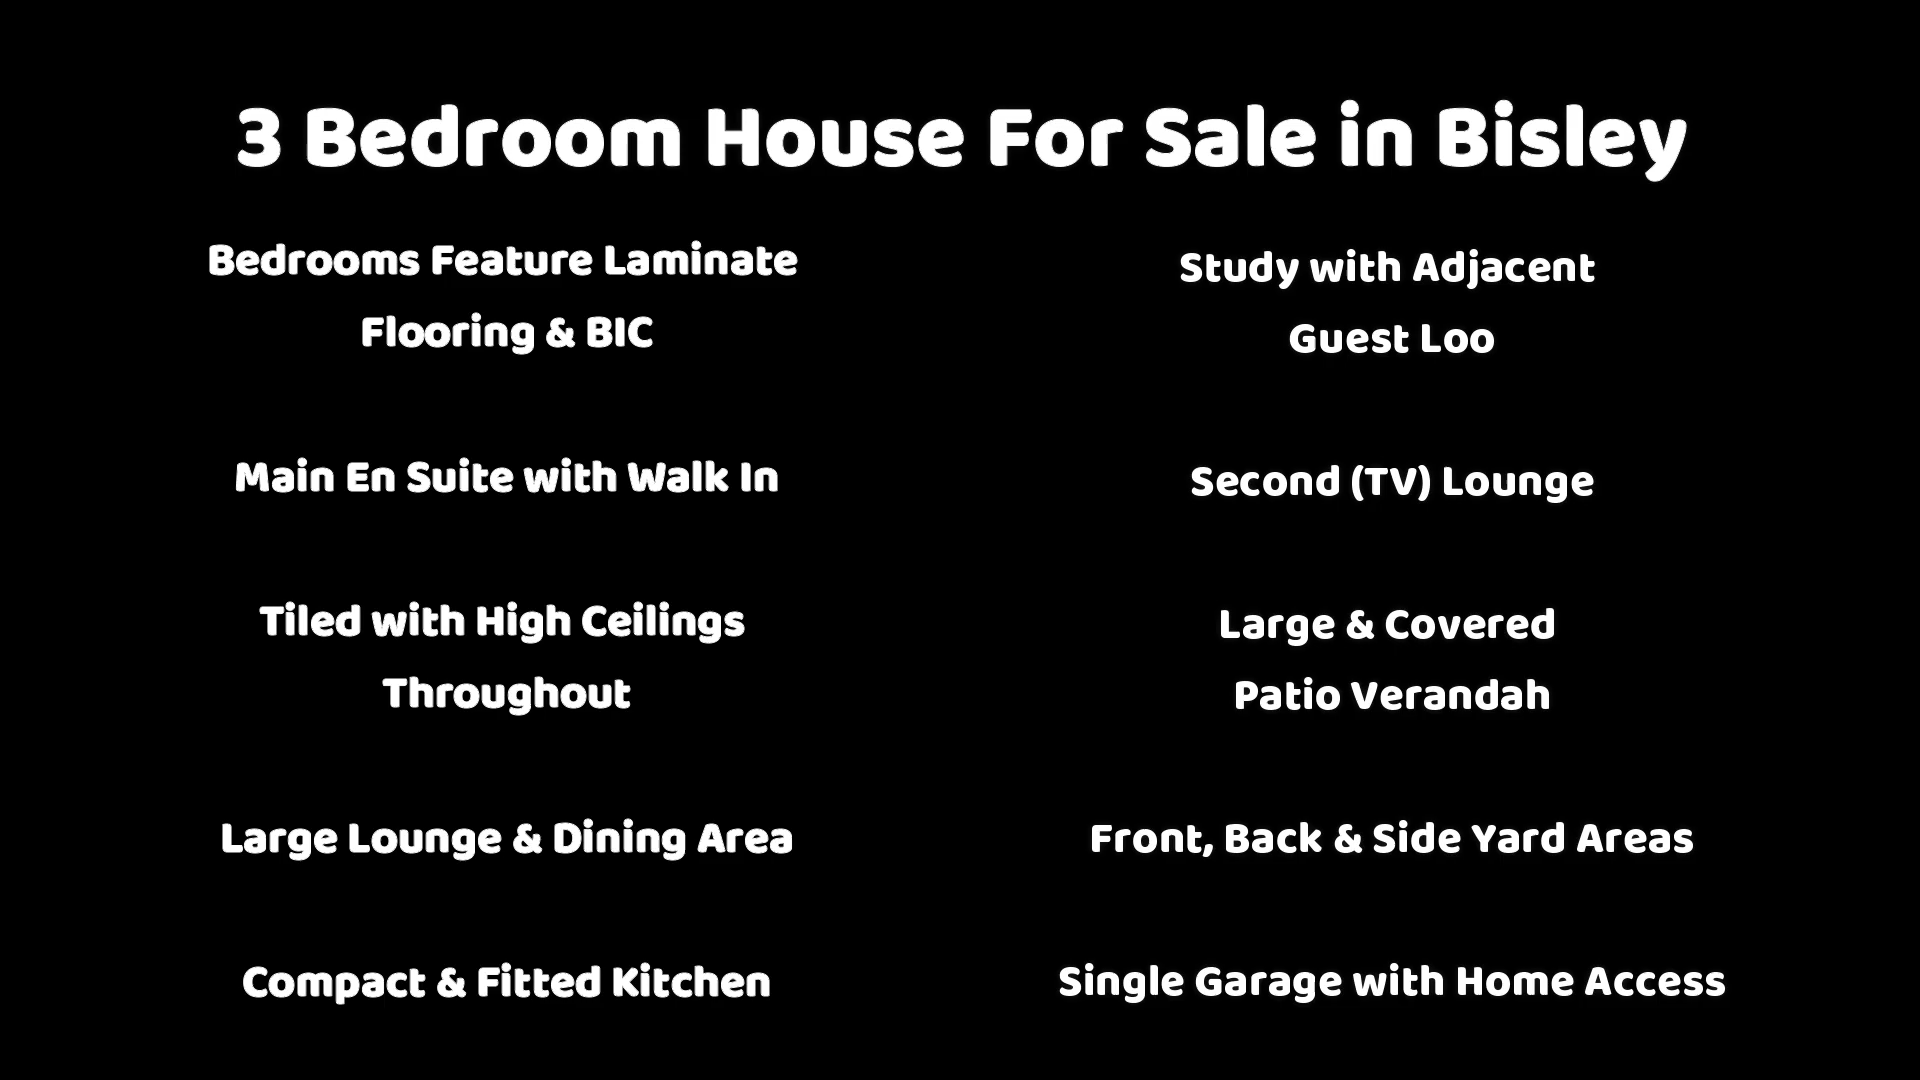 3 Bedroom House For Sale in Bisley
Bedrooms Feature Laminate
Flooring & BIC
Main En Suite with Walk In
Tiled with High Ceilings
Throughout
Large Lounge & Dining Area
Compact & Fitted Kitchen
Study with Adjacent
Guest Loo
Second (TV) Lounge
Large & Covered
Patio Verandah
Front, Back & Side Yard Areas
Single Garage with Home Access